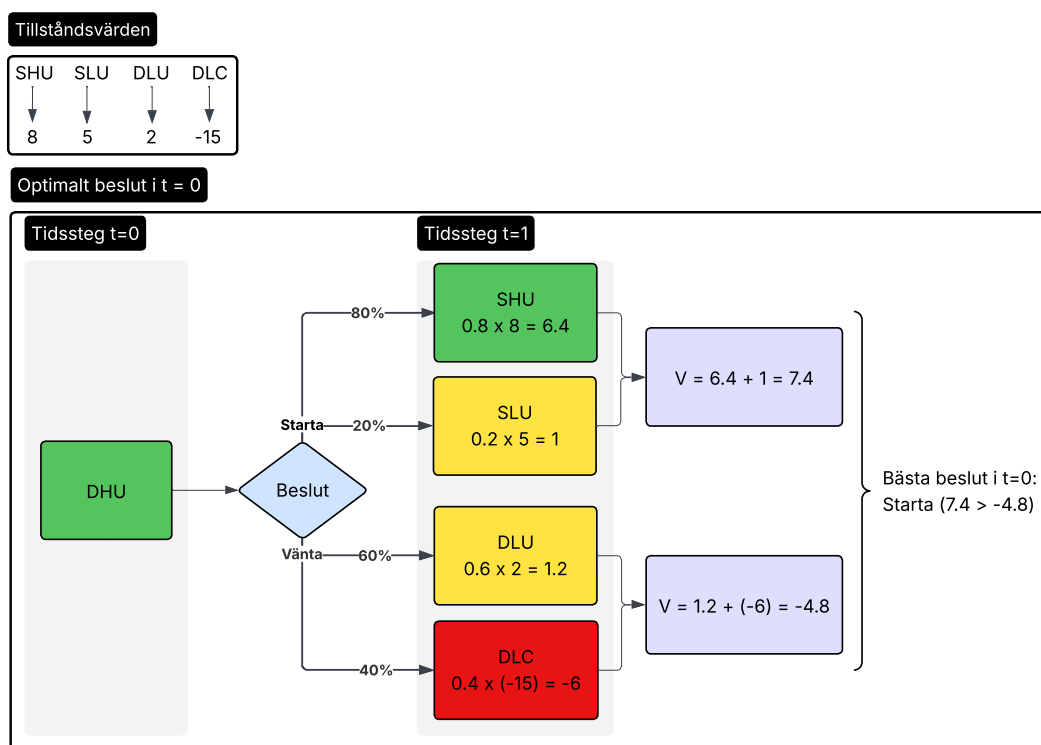 Tillståndsvärden
SHU SLU DLU DLC
8 5 2 -15
Optimalt beslut i t = 0
Tidssteg t=0
Tidssteg t=1
SHU
0.8 x 8 = 6.4
80%
V = 6.4 + 1 = 7.4
SLU
0.2 x 5 = 1
Starta
20%
DHU
Beslut
Bästa beslut i t=0:
Starta (7.4 > -4.8)
DLU
0.6 x 2 = 1.2
Vänta
60%
V = 1.2 + (-6) = -4.8
DLC
0.4 x (-15) = -6
40%